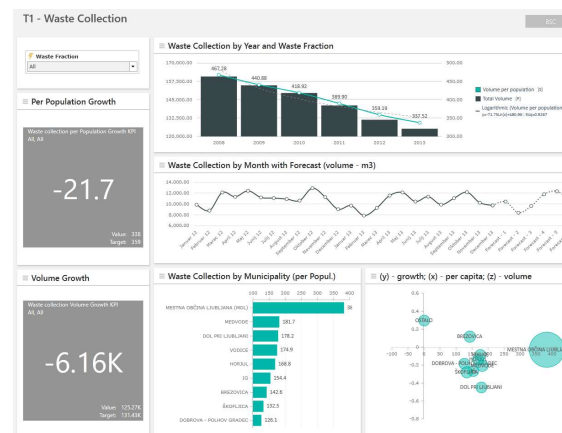 T1 - Waste Collection
BSC
Waste Fraction
All
Per Population Growth
Waste collection per Population Growth KPI
All, All
-21.7
Value: 338
Target: 359
Volume Growth
Waste collection Volume Growth KPI
All, All
-6.16K
Value: 125.27K
Target: 131.43K
Waste Collection by Year and Waste Fraction
170,000.00
157,500.00
145,000.00
132,500.00
120,000.00
467.28
440.88
418.92
389.90
359.19
337.52
500.00
450.00
400.00
350.00
300.00
2008
2009
2010
2011
2012
2013
Volume per population
Total Volume
Logarithmic (Volume per population
Waste Collection by Month with Forecast (volume - m3)
14,000.00
12,000.00
10,000.00
8,000.00
6,000.00
Waste Collection by Municipality (per Popul.)
100 150 200 250 300 350 400
MESTNA OBČINA LJUBLJANA (MOL)
38
MEDVODE 181.7
DOL PRI LJUBLJANI 178.2
VODICE 174.9
HORJUL 168.8
IG 154.4
BREZOVICA 142.6
ŠKOFLJICA 132.5
DOBROVA - POLHOV GRADEC 126.1
(y) - growth; (x) - per capita; (z) - volume
0.6
0.4
0.2
0
-0.2
-0.4
-0.6
-0.8
-100 -50 0 50
400
OSTALO
BREZOVICA
MESTNA OBČINA LJUBLJ
DOL PRI LJUBLJANI